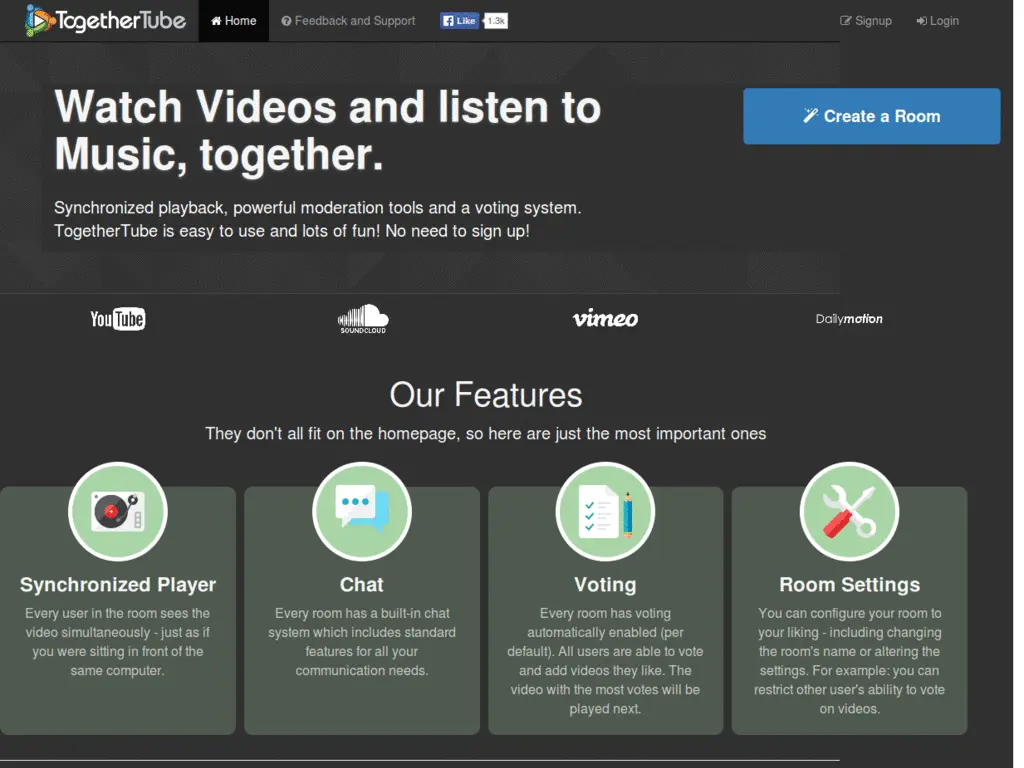 TogetherTube Home Feedback and Support Like 1.3k Signup Login
Watch Videos and listen to
Music, together.
Create a Room
Synchronized playback, powerful moderation tools and a voting system.
TogetherTube is easy to use and lots of fun! No need to sign up!
YouTube SOUNDCLOUD vimeo Dailymotion
Our Features
They don't all fit on the homepage, so here are just the most important ones
Synchronized Player
Every user in the room sees the
video simultaneously - just as if
you were sitting in front of the
same computer.
Chat
Every room has a built-in chat
system which includes standard
features for all your
communication needs.
Voting
Every room has voting
automatically enabled (per
default). All users are able to vote
and add videos they like. The
video with the most votes will be
played next.
Room Settings
You can configure your room to
your liking - including changing
the room's name or altering the
settings. For example: you can
restrict other user's ability to vote
on videos.